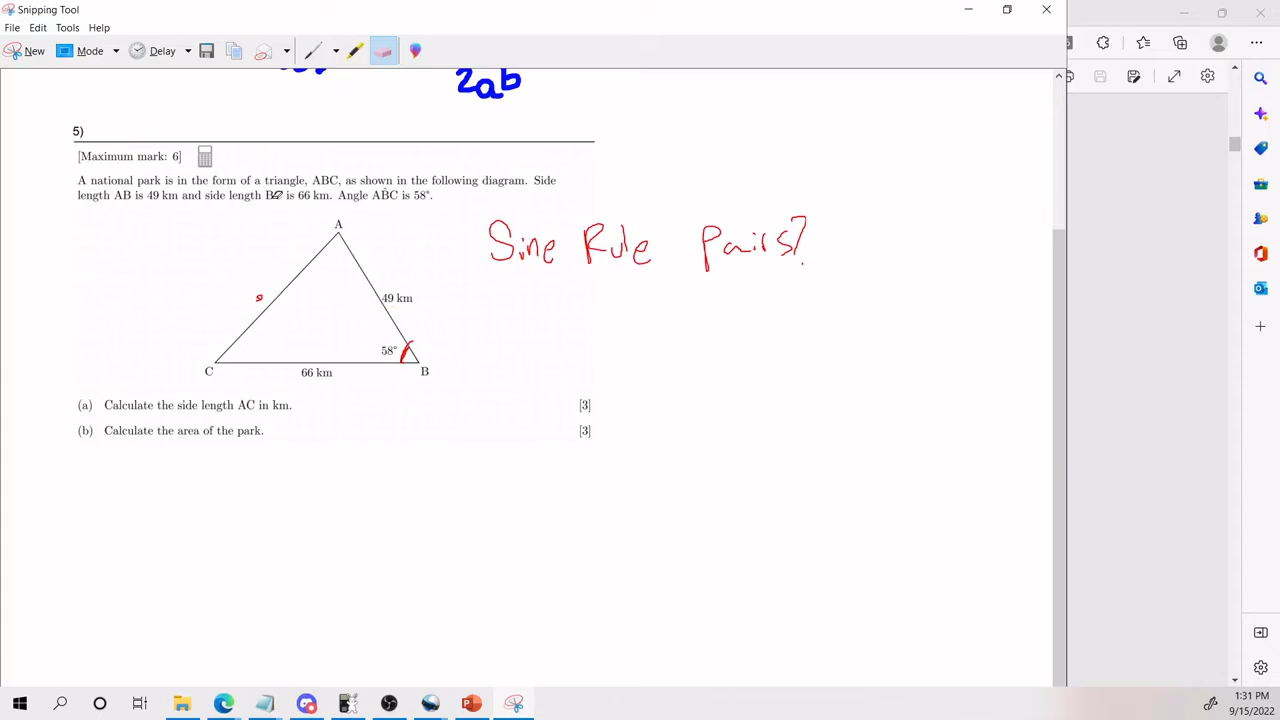 Snipping Tool
File Edit Tools Help
New Mode Delay
2ab
5)
[Maximum mark: 6]
A national park is in the form of a triangle, ABC, as shown in the following diagram. Side
length AB is 49 km and side length BC is 66 km. Angle AB̂C is 58°.
Sine Rule Pairs?
A
49 km
58°
C
B
66 km
(a) Calculate the side length AC in km. [3]
(b) Calculate the area of the park. [3]
1:31 PM
9/15/2022